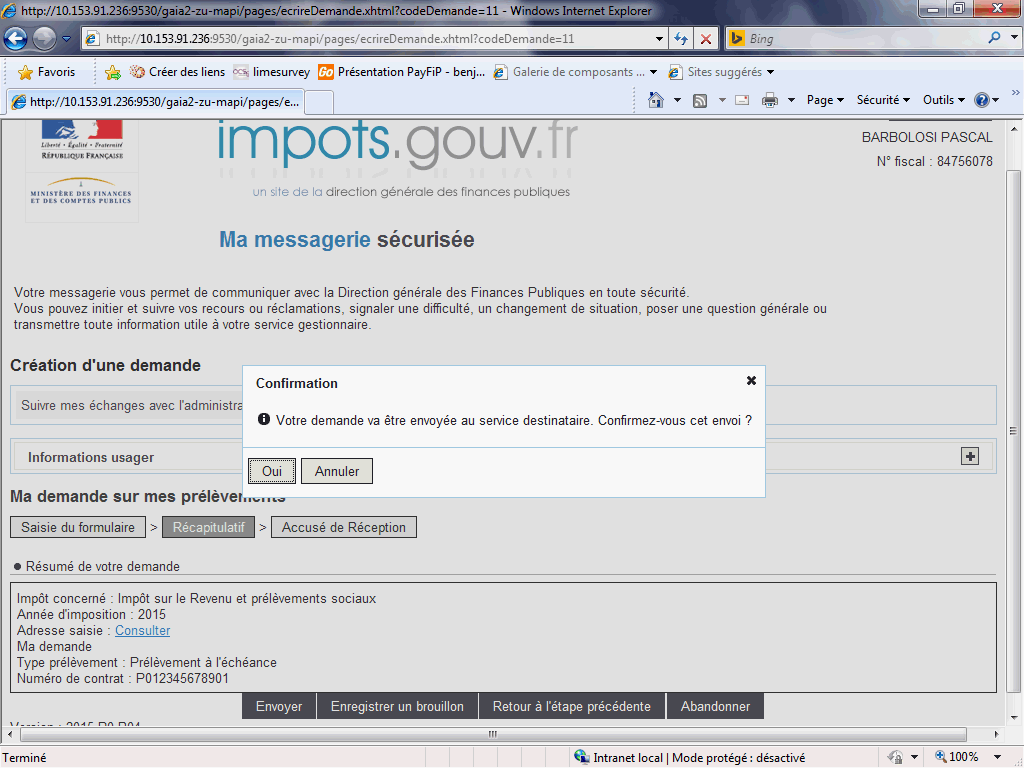 http://10.153.91.236:9530/gaia2-zu-mapi/pages/ecrireDemande.xhtml?codeDemande=11 - Windows Internet Explorer
http://10.153.91.236:9530/gaia2-zu-mapi/pages/ecrireDemande.xhtml?codeDemande=11
Bing
Favoris
Créer des liens
limesurvey
Go
Présentation PayFiP - benj...
Galerie de composants ...
Sites suggérés
http://10.153.91.236:9530/gaia2-zu-mapi/pages/e...
Page
Sécurité
Outils
Liberté • Égalité • Fraternité
RÉPUBLIQUE FRANÇAISE
MINISTÈRE DES FINANCES
ET DES COMPTES PUBLICS
impots.gouv.fr
un site de la direction générale des finances publiques
BARBOLOSI PASCAL
N° fiscal : 84756078
Ma messagerie sécurisée
Votre messagerie vous permet de communiquer avec la Direction générale des Finances Publiques en toute sécurité.
Vous pouvez initier et suivre vos recours ou réclamations, signaler une difficulté, un changement de situation, poser une question générale ou
transmettre toute information utile à votre service gestionnaire.
Création d'une demande
Suivre mes échanges avec l'administra
Confirmation
Votre demande va être envoyée au service destinataire. Confirmez-vous cet envoi ?
Oui
Annuler
Informations usager
Ma demande sur mes prélèvements
Saisie du formulaire > Récapitulatif > Accusé de Réception
Résumé de votre demande
Impôt concerné : Impôt sur le Revenu et prélèvements sociaux
Année d'imposition : 2015
Adresse saisie : Consulter
Ma demande
Type prélèvement : Prélèvement à l'échéance
Numéro de contrat : P012345678901
Envoyer
Enregistrer un brouillon
Retour à l'étape précédente
Abandonner
Version : 2015.R0.R04
Terminé
Intranet local | Mode protégé : désactivé
100%